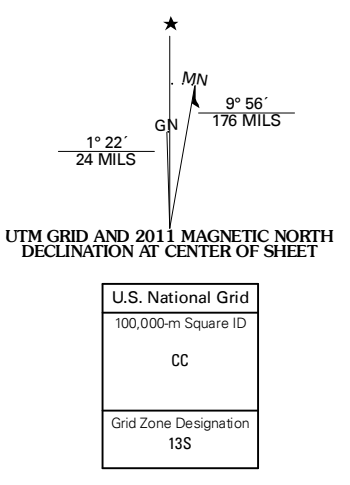 MN
9° 56´
176 MILS
GN
1° 22´
24 MILS
UTM GRID AND 2011 MAGNETIC NORTH
DECLINATION AT CENTER OF SHEET
U.S. National Grid
100,000-m Square ID
CC
Grid Zone Designation
13S